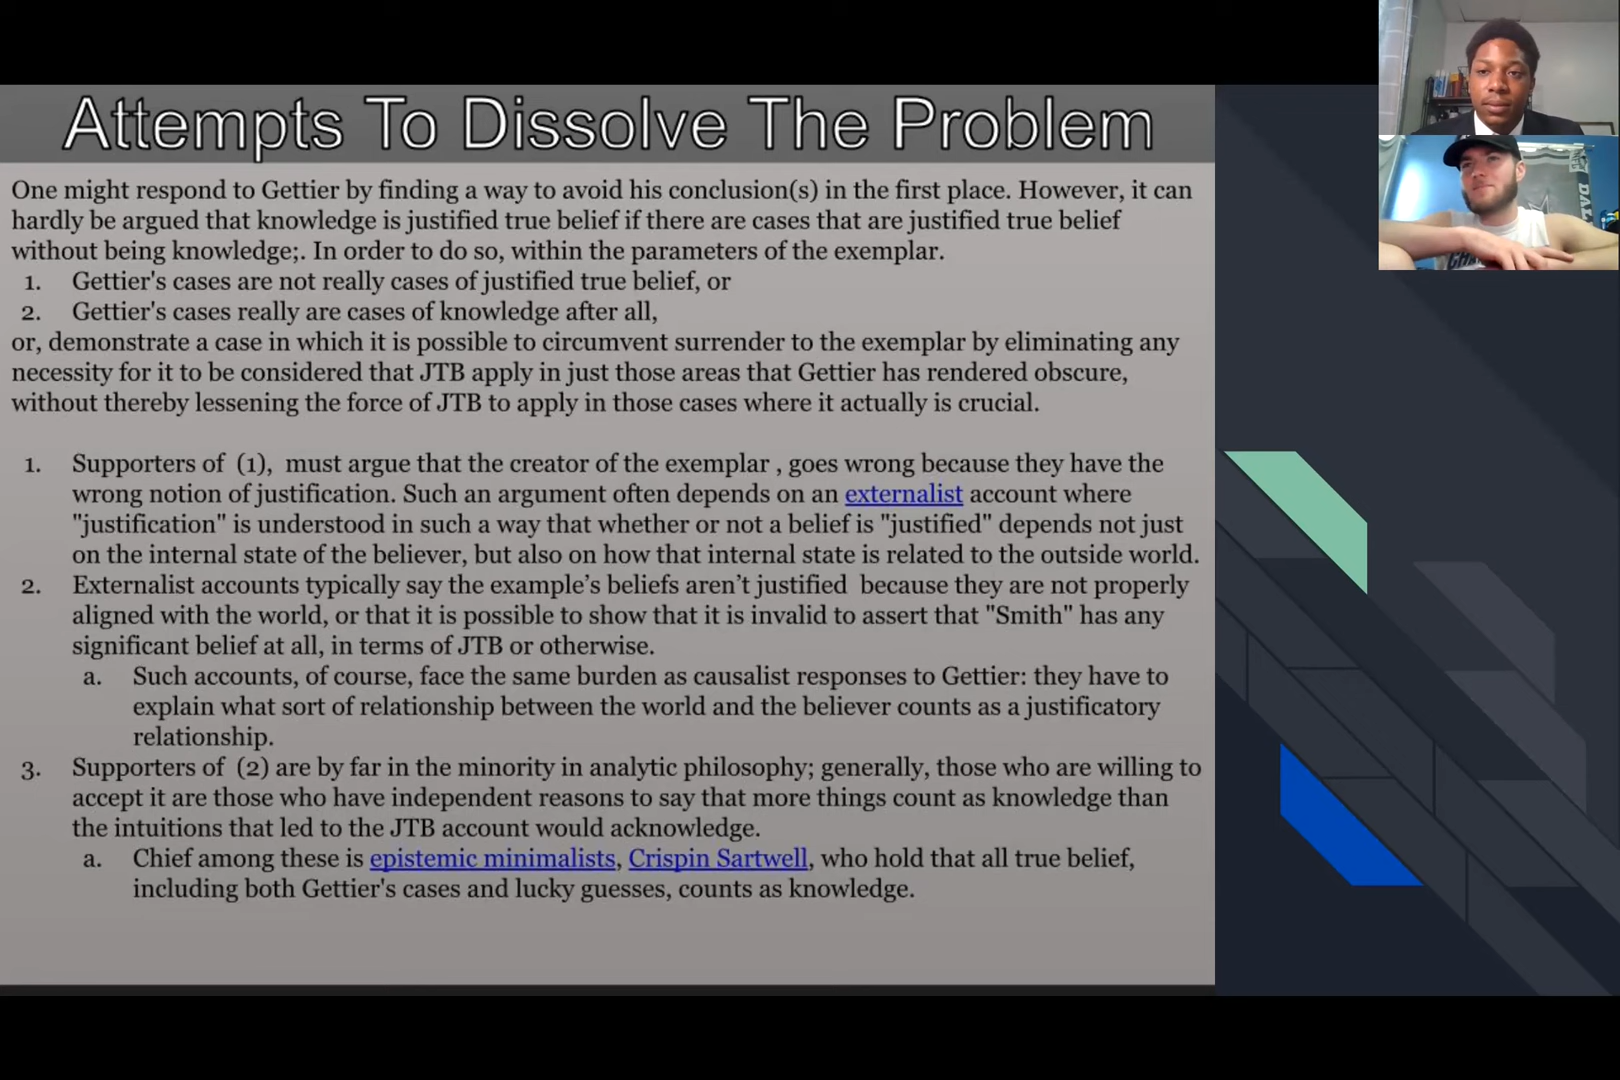 Attempts To Dissolve The Problem
One might respond to Gettier by finding a way to avoid his conclusion(s) in the first place. However, it can
hardly be argued that knowledge is justified true belief if there are cases that are justified true belief
without being knowledge;. In order to do so, within the parameters of the exemplar.
1. Gettier's cases are not really cases of justified true belief, or
2. Gettier's cases really are cases of knowledge after all,
or, demonstrate a case in which it is possible to circumvent surrender to the exemplar by eliminating any
necessity for it to be considered that JTB apply in just those areas that Gettier has rendered obscure,
without thereby lessening the force of JTB to apply in those cases where it actually is crucial.
1. Supporters of (1), must argue that the creator of the exemplar , goes wrong because they have the
wrong notion of justification. Such an argument often depends on an externalist account where
"justification" is understood in such a way that whether or not a belief is "justified" depends not just
on the internal state of the believer, but also on how that internal state is related to the outside world.
2. Externalist accounts typically say the example’s beliefs aren’t justified because they are not properly
aligned with the world, or that it is possible to show that it is invalid to assert that "Smith" has any
significant belief at all, in terms of JTB or otherwise.
a. Such accounts, of course, face the same burden as causalist responses to Gettier: they have to
explain what sort of relationship between the world and the believer counts as a justificatory
relationship.
3. Supporters of (2) are by far in the minority in analytic philosophy; generally, those who are willing to
accept it are those who have independent reasons to say that more things count as knowledge than
the intuitions that led to the JTB account would acknowledge.
a. Chief among these is epistemic minimalists, Crispin Sartwell, who hold that all true belief,
including both Gettier's cases and lucky guesses, counts as knowledge.